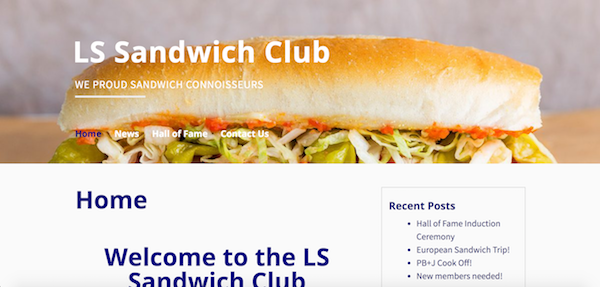 LS Sandwich Club
WE PROUD SANDWICH CONNOISSEURS
Home News Hall of Fame Contact Us
Home
Welcome to the LS
Sandwich Club
Recent Posts
Hall of Fame Induction
Ceremony
European Sandwich Trip!
PB+J Cook Off!
New members needed!